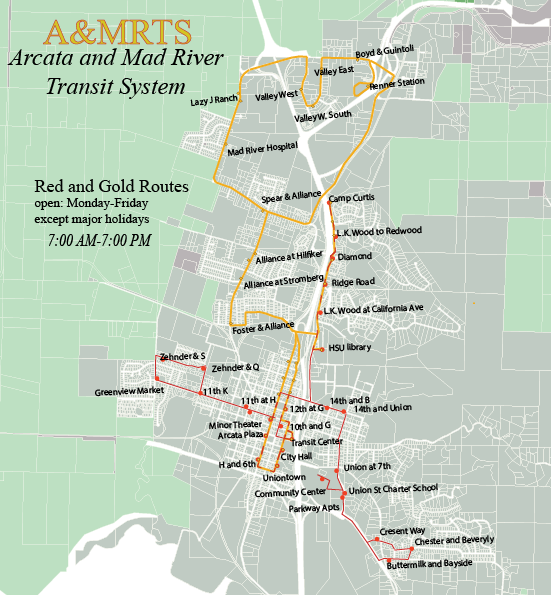 A&MRTS
Arcata and Mad River
Transit System
Boyd & Guintoli
Valley East
Renner Station
Valley West
Lazy J Ranch
Valley W. South
Mad River Hospital
Red and Gold Routes
open: Monday-Friday
except major holidays
7:00 AM-7:00 PM
Spear & Alliance
Camp Curtis
L.K. Wood to Redwood
Alliance at Hilfiker
Diamond
Alliance at Stromberg
Ridge Road
L.K. Wood at California Ave
Foster & Alliance
HSU library
Zehnder & S
Zehnder & Q
Greenview Market
11th K
11th at H
14th and B
12th at G
14th and Union
Minor Theater
10th and G
Arcata Plaza
Transit Center
City Hall
H and 6th
Union at 7th
Uniontown
Community Center
Union St Charter School
Parkway Apts
Cresent Way
Chester and Beveryly
Buttermilk and Bayside